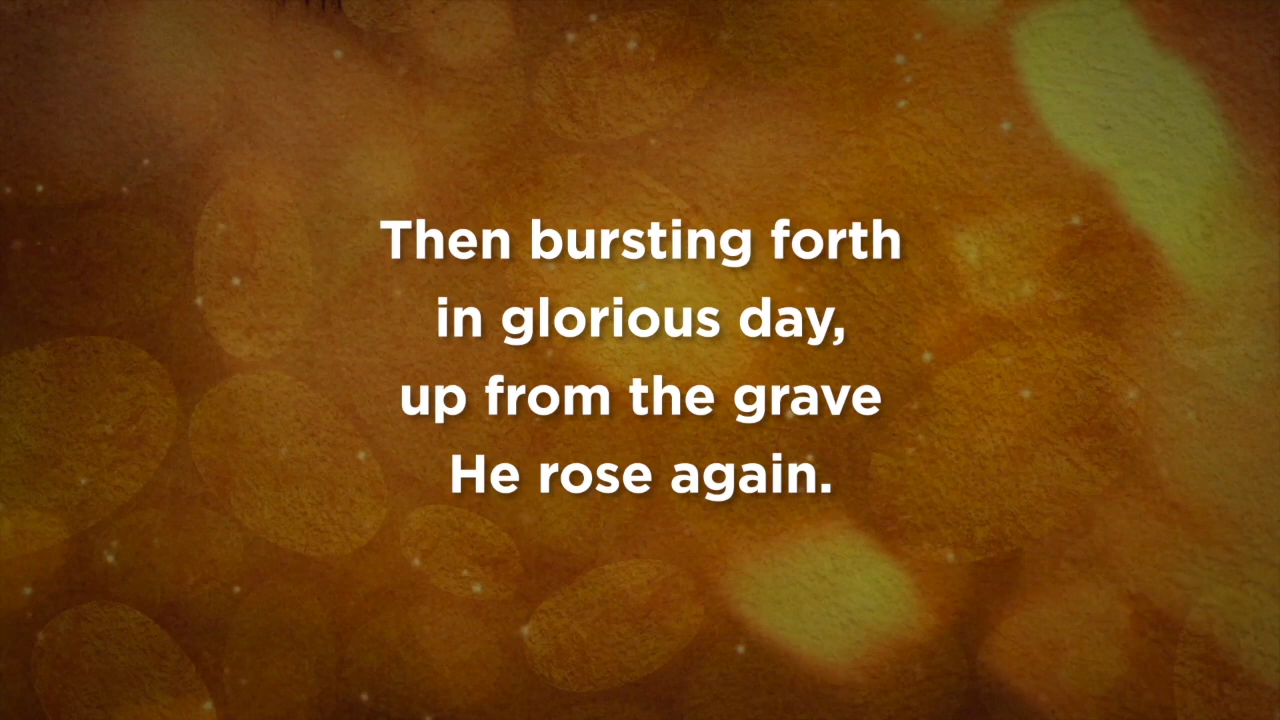 Then bursting forth
in glorious day,
up from the grave
He rose again.